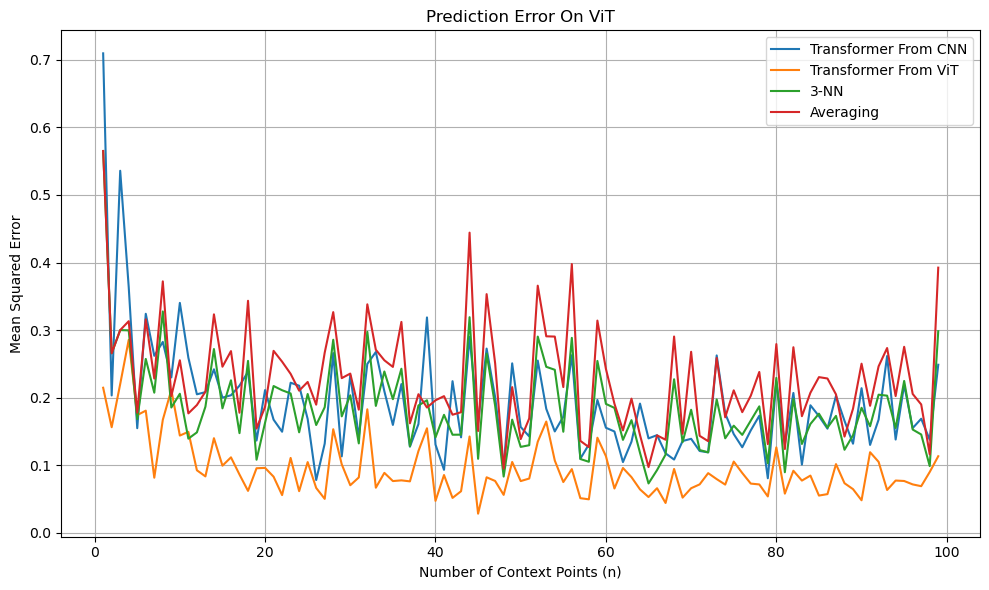 Prediction Error On ViT
Transformer From CNN
Transformer From ViT
3-NN
Averaging
Mean Squared Error
0.7
0.6
0.5
0.4
0.3
0.2
0.1
0.0
0
20
40
60
80
100
Number of Context Points (n)